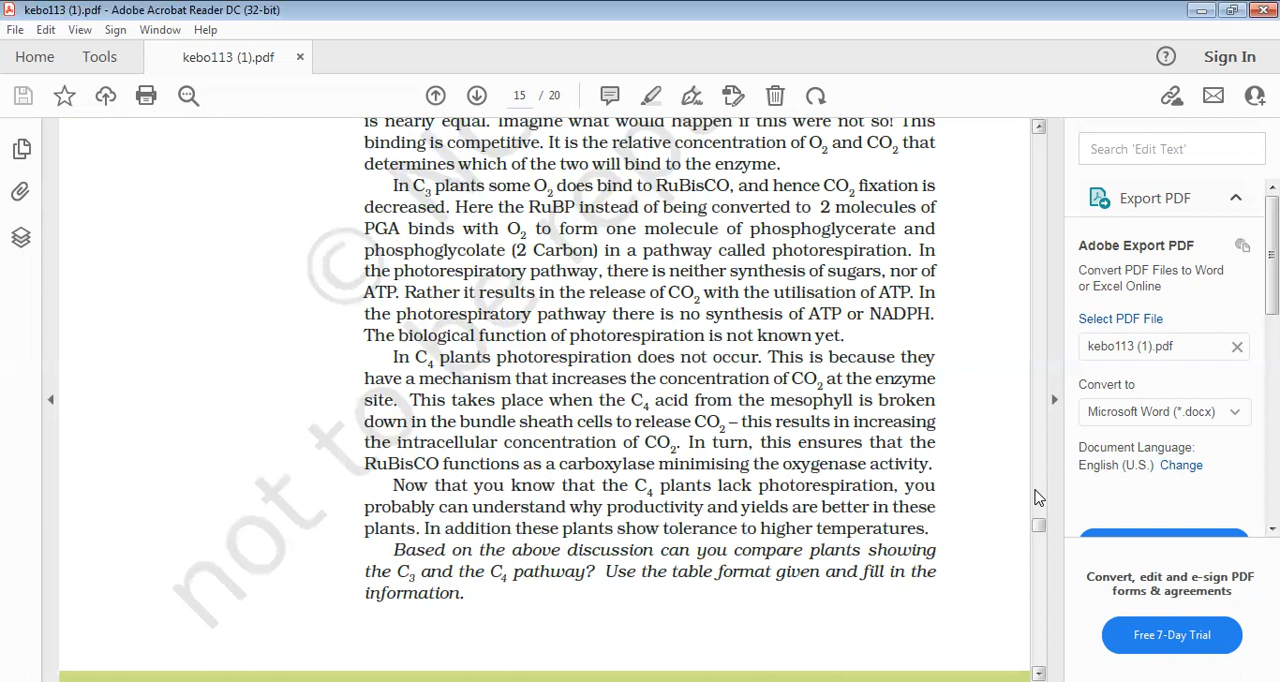 kebo113 (1).pdf - Adobe Acrobat Reader DC (32-bit)
File Edit View Sign Window Help
Home Tools kebo113 (1).pdf × Sign In
15 / 20
is nearly equal. Imagine what would happen if this were not so! This
binding is competitive. It is the relative concentration of O₂ and CO₂ that
determines which of the two will bind to the enzyme.
In C₃ plants some O₂ does bind to RuBisCO, and hence CO₂ fixation is
decreased. Here the RuBP instead of being converted to 2 molecules of
PGA binds with O₂ to form one molecule of phosphoglycerate and
phosphoglycolate (2 Carbon) in a pathway called photorespiration. In
the photorespiratory pathway, there is neither synthesis of sugars, nor of
ATP. Rather it results in the release of CO₂ with the utilisation of ATP. In
the photorespiratory pathway there is no synthesis of ATP or NADPH.
The biological function of photorespiration is not known yet.
In C₄ plants photorespiration does not occur. This is because they
have a mechanism that increases the concentration of CO₂ at the enzyme
site. This takes place when the C₄ acid from the mesophyll is broken
down in the bundle sheath cells to release CO₂ – this results in increasing
the intracellular concentration of CO₂. In turn, this ensures that the
RuBisCO functions as a carboxylase minimising the oxygenase activity.
Now that you know that the C₄ plants lack photorespiration, you
probably can understand why productivity and yields are better in these
plants. In addition these plants show tolerance to higher temperatures.
Based on the above discussion can you compare plants showing
the C₃ and the C₄ pathway? Use the table format given and fill in the
information.
© NC
not to be rep
Search 'Edit Text'
Export PDF
Adobe Export PDF
Convert PDF Files to Word
or Excel Online
Select PDF File
kebo113 (1).pdf
Convert to
Microsoft Word (*.docx)
Document Language:
English (U.S.) Change
Convert, edit and e-sign PDF
forms & agreements
Free 7-Day Trial